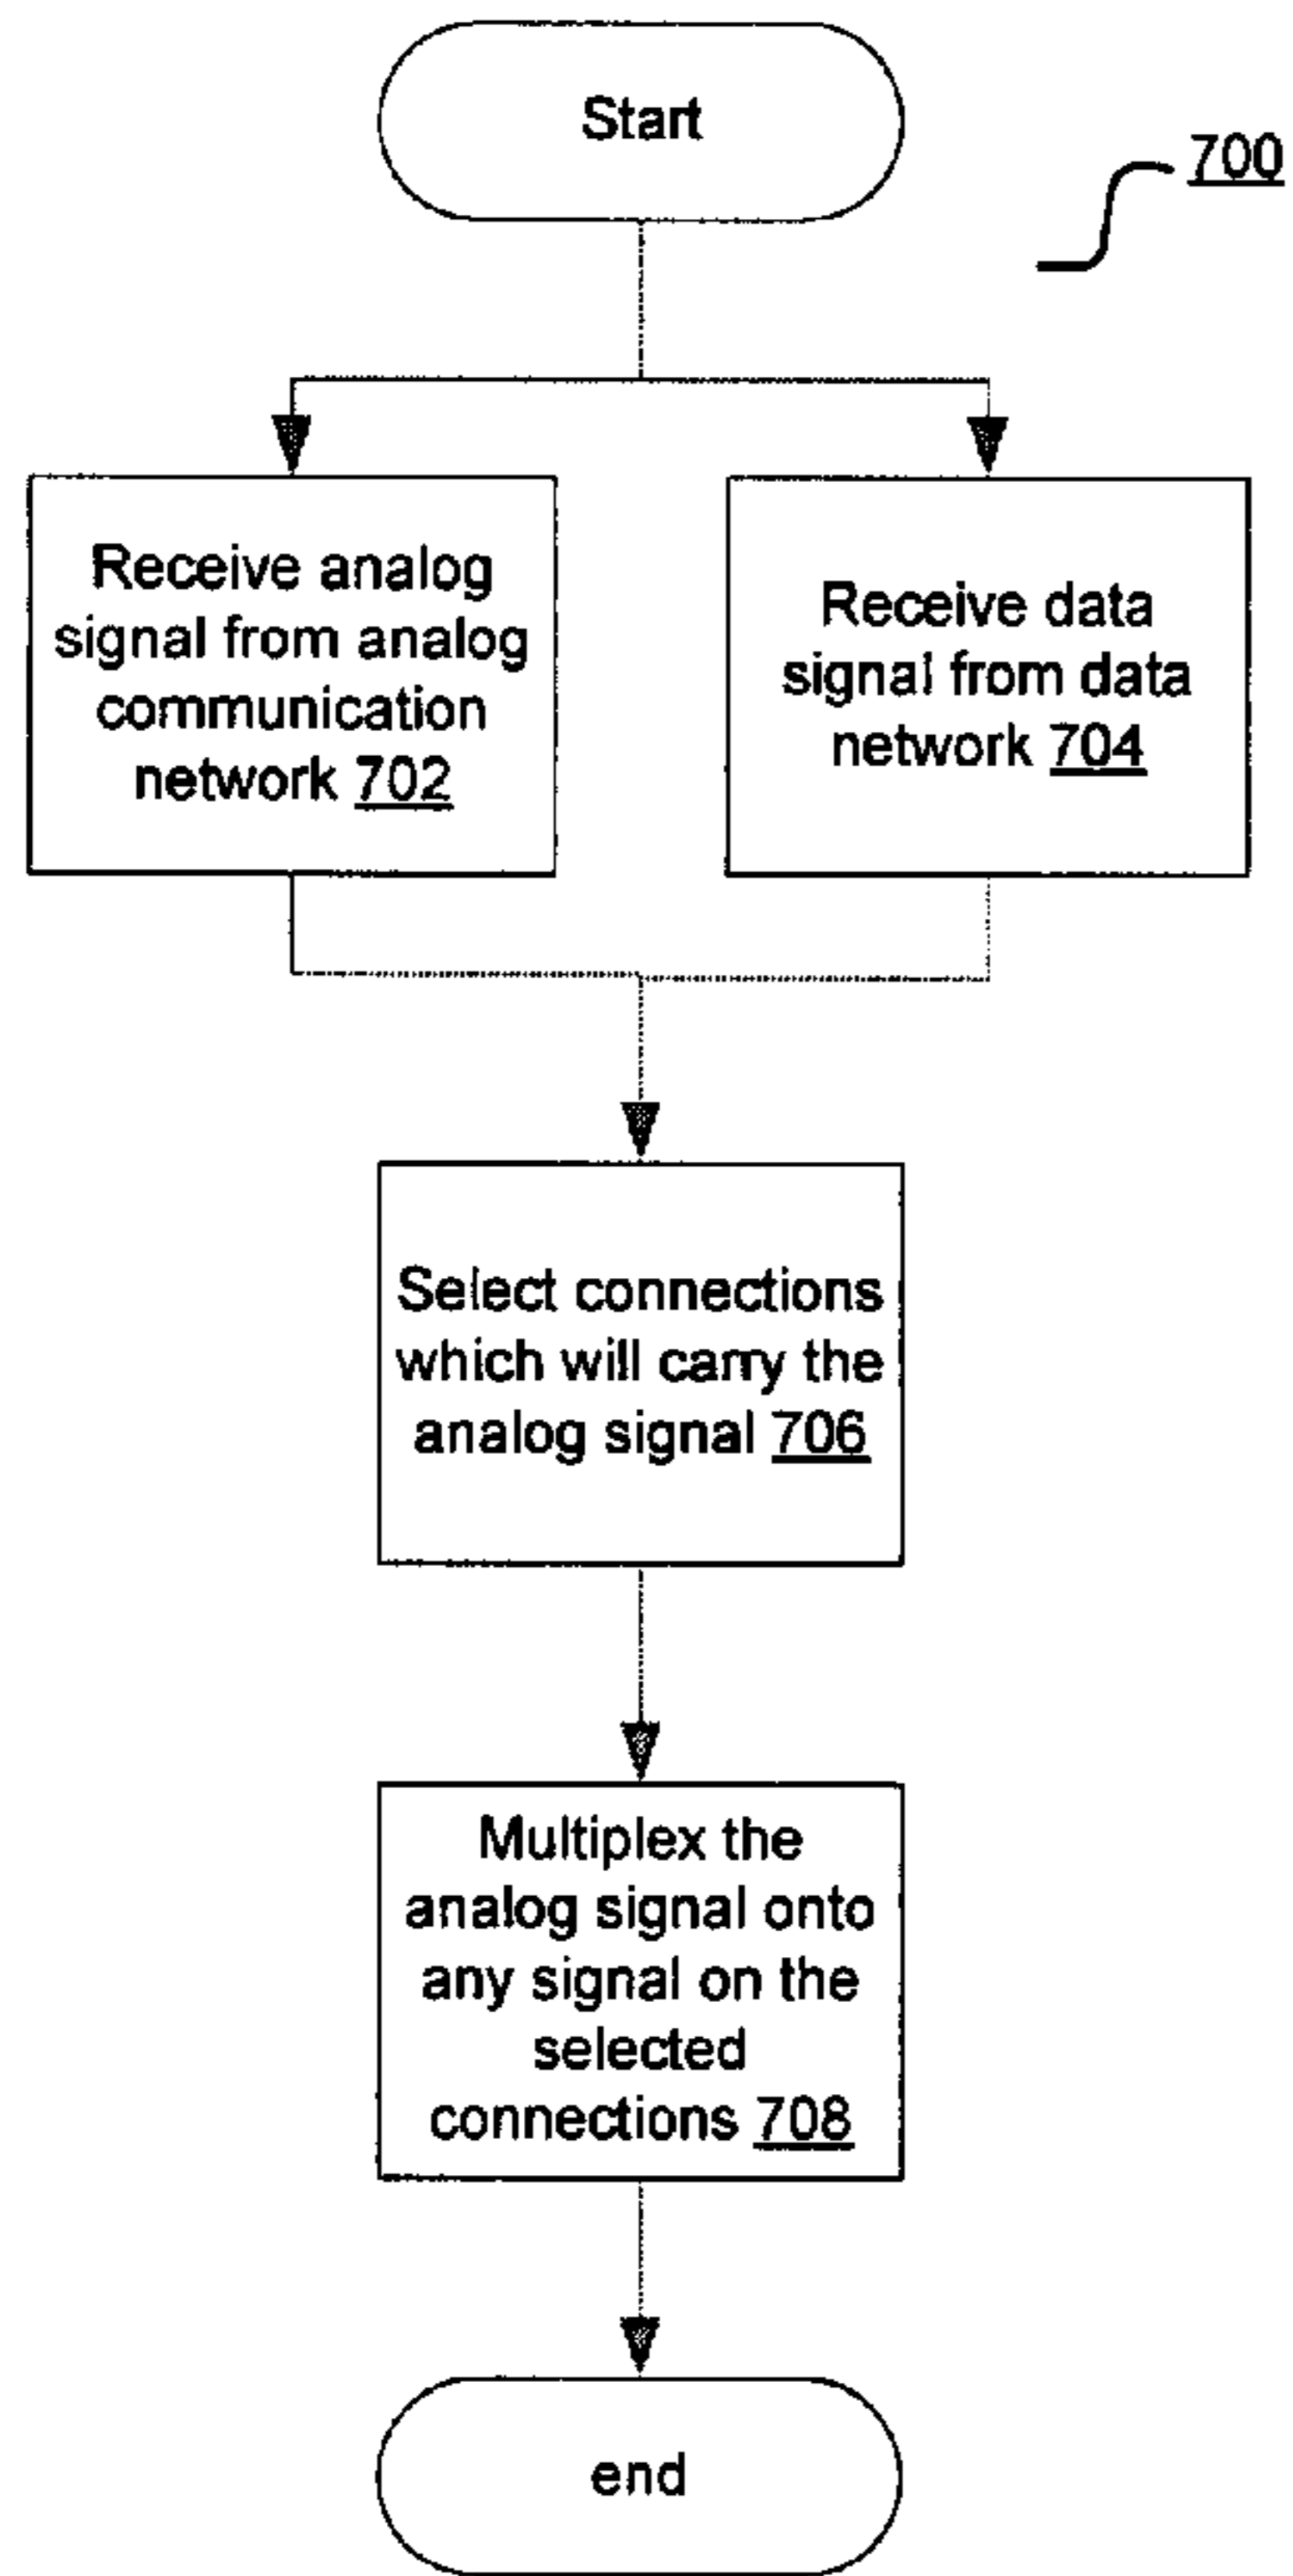 Start
700
Receive analog
signal from analog
communication
network 702
Receive data
signal from data
network 704
Select connections
which will carry the
analog signal 706
Multiplex the
analog signal onto
any signal on the
selected
connections 708
end